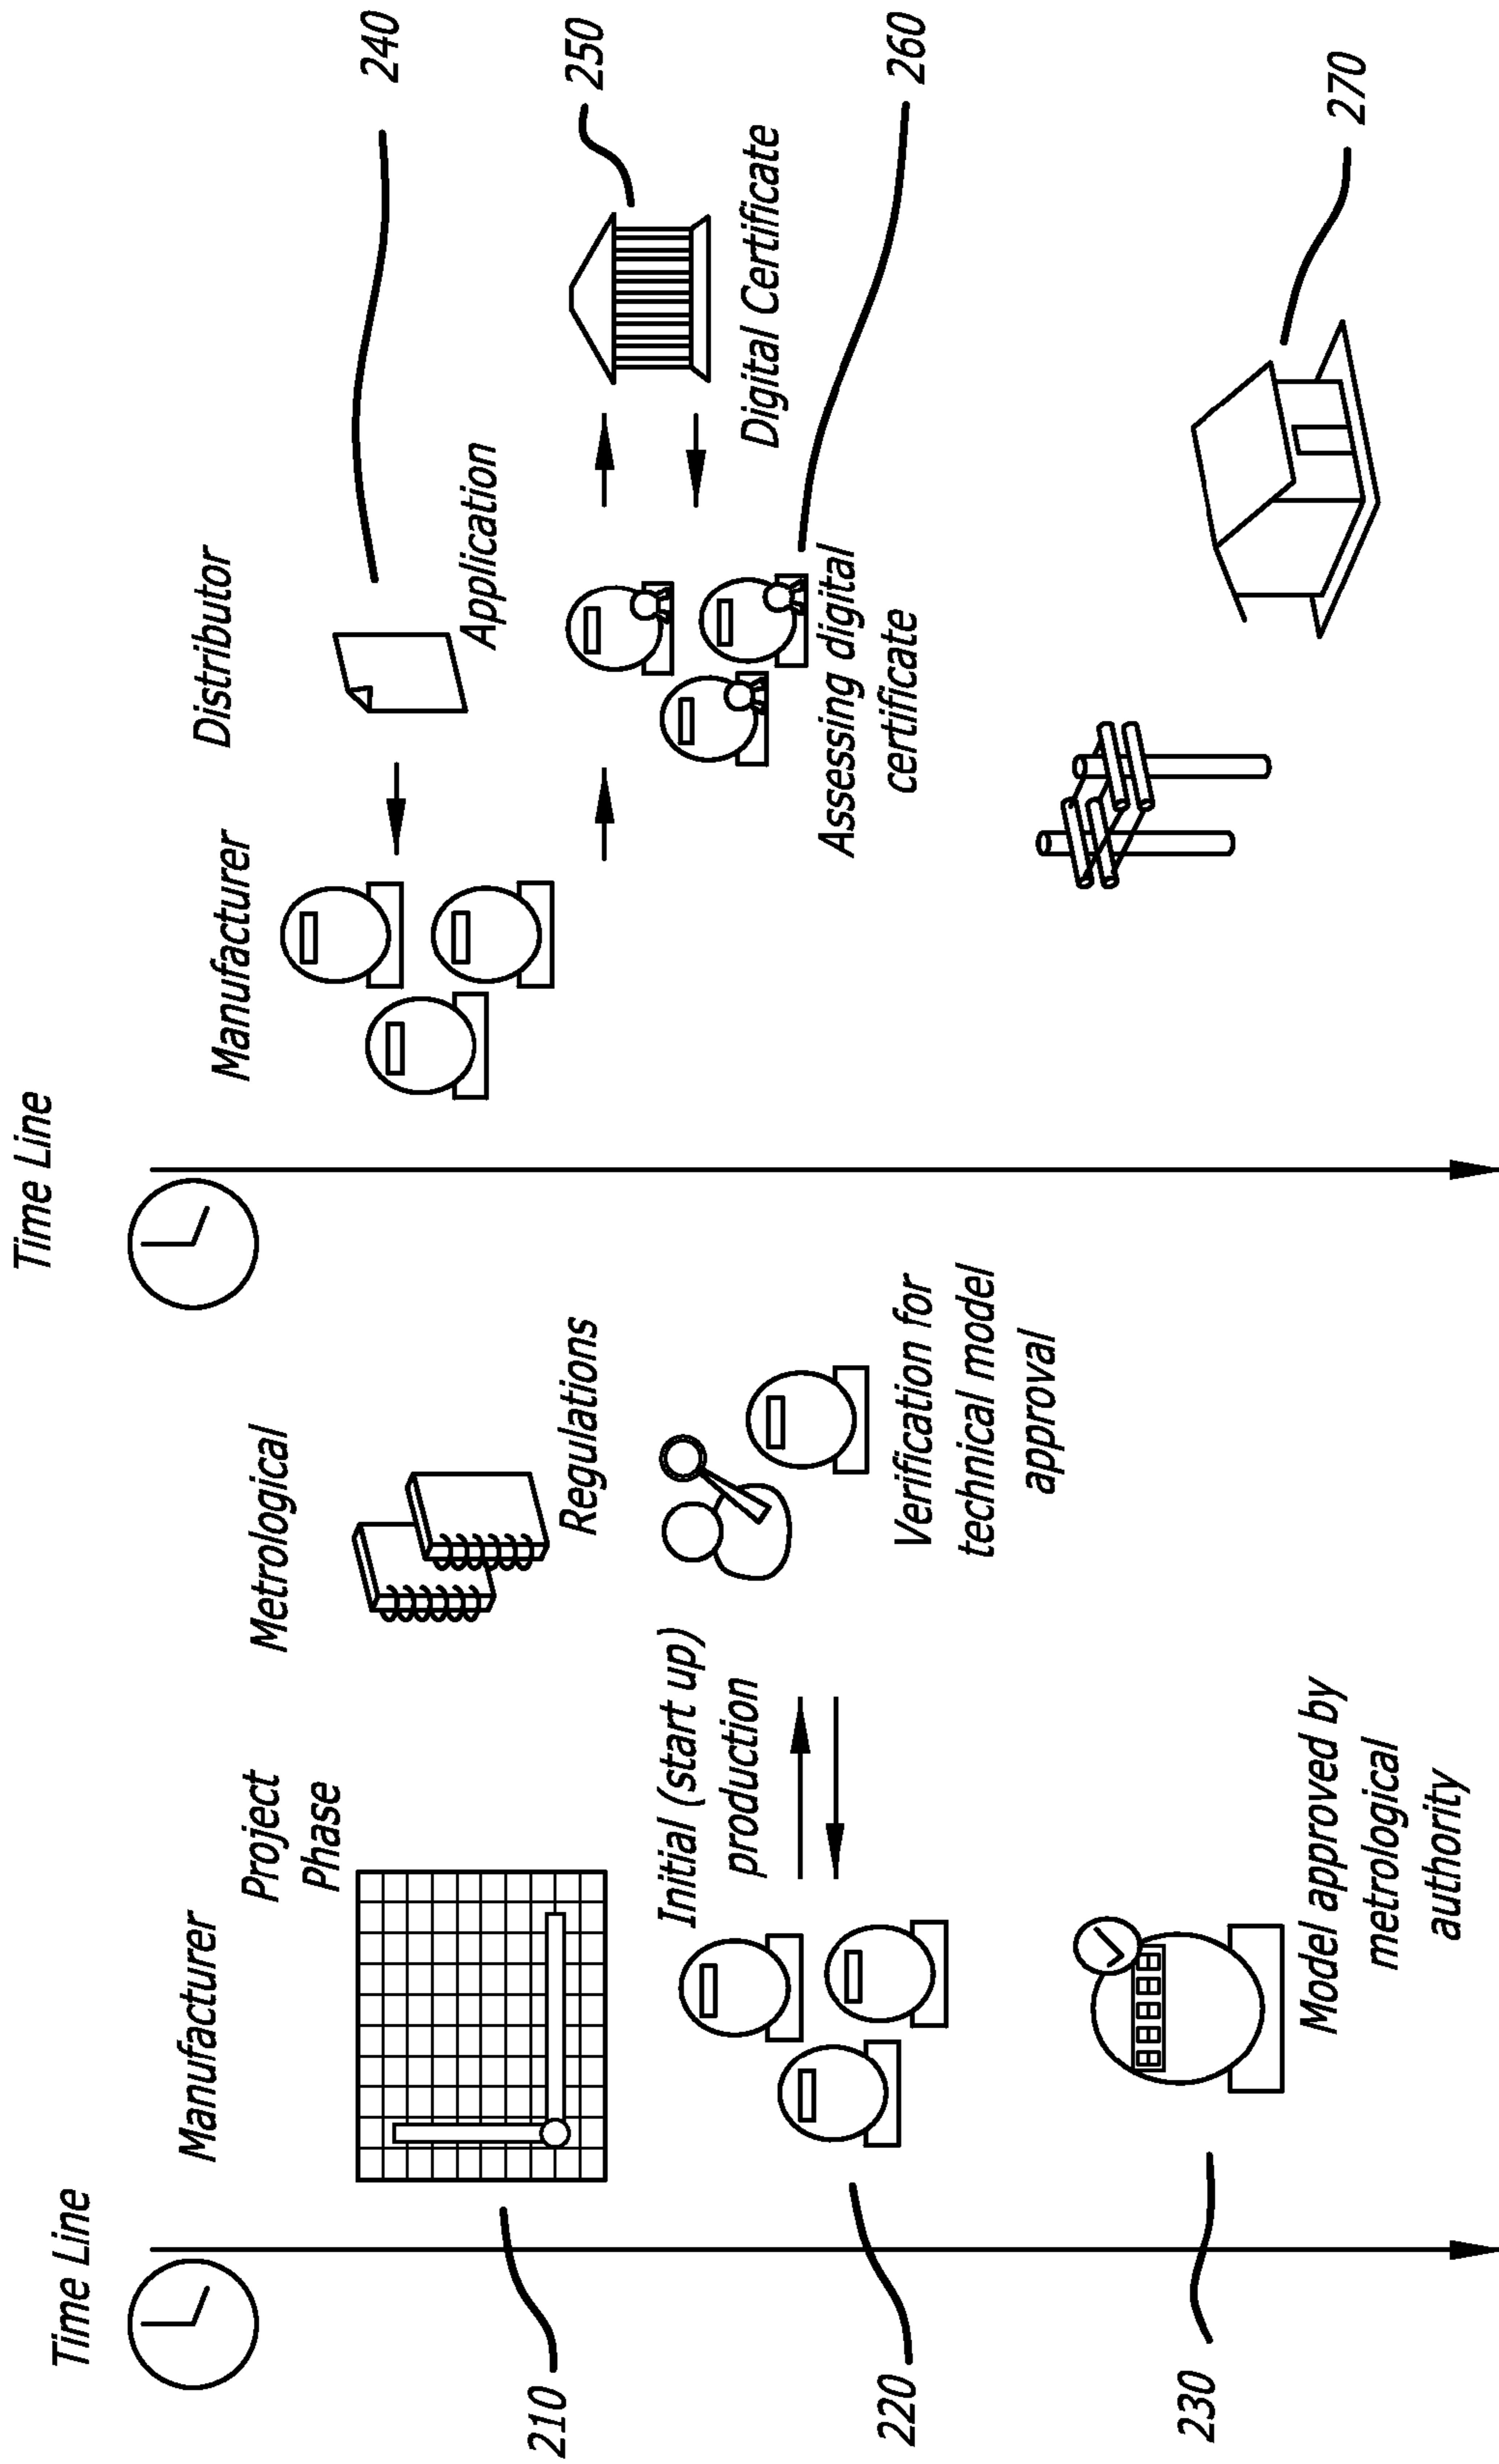 Time Line
Manufacturer
Project
Phase
Metrological
Regulations
210
Initial (start up)
production
Verification for
technical model
approval
220
Model approved by
metrological
authority
230
Time Line
Manufacturer
Distributor
240
Application
250
Digital Certificate
Assessing digital
certificate
260
270